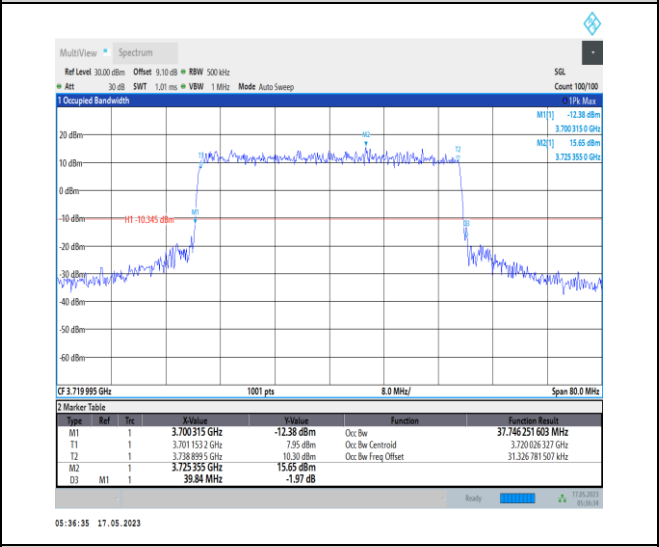 MultiView Spectrum
Ref Level 30.00 dBm Offset 9.10 dB RBW 500 kHz SGL
Att 30 dB SWT 1.01 ms VBW 1 MHz Mode Auto Sweep Count 100/100
1 Occupied Bandwidth 1Pk Max
M1[1] -12.38 dBm
3.700 315 0 GHz
M2[1] 15.65 dBm
3.725 355 0 GHz
20 dBm
M2
T1
T2
10 dBm
0 dBm
M1
-10 dBm
H1 -10.345 dBm
D3
-20 dBm
-30 dBm
-40 dBm
-50 dBm
-60 dBm
CF 3.719 995 GHz 1001 pts 8.0 MHz/ Span 80.0 MHz
2 Marker Table
Type Ref Trc X-Value Y-Value Function Function Result
M1 1 3.700 315 GHz -12.38 dBm Occ Bw 37.746 251 603 MHz
T1 1 3.701 153 2 GHz 7.95 dBm Occ Bw Centroid 3.720 026 327 GHz
T2 1 3.738 899 5 GHz 10.30 dBm Occ Bw Freq Offset 31.326 781 507 kHz
M2 1 3.725 355 GHz 15.65 dBm
D3 M1 1 39.84 MHz -1.97 dB
Ready 17.05.2023
05:36:34
05:36:35 17.05.2023